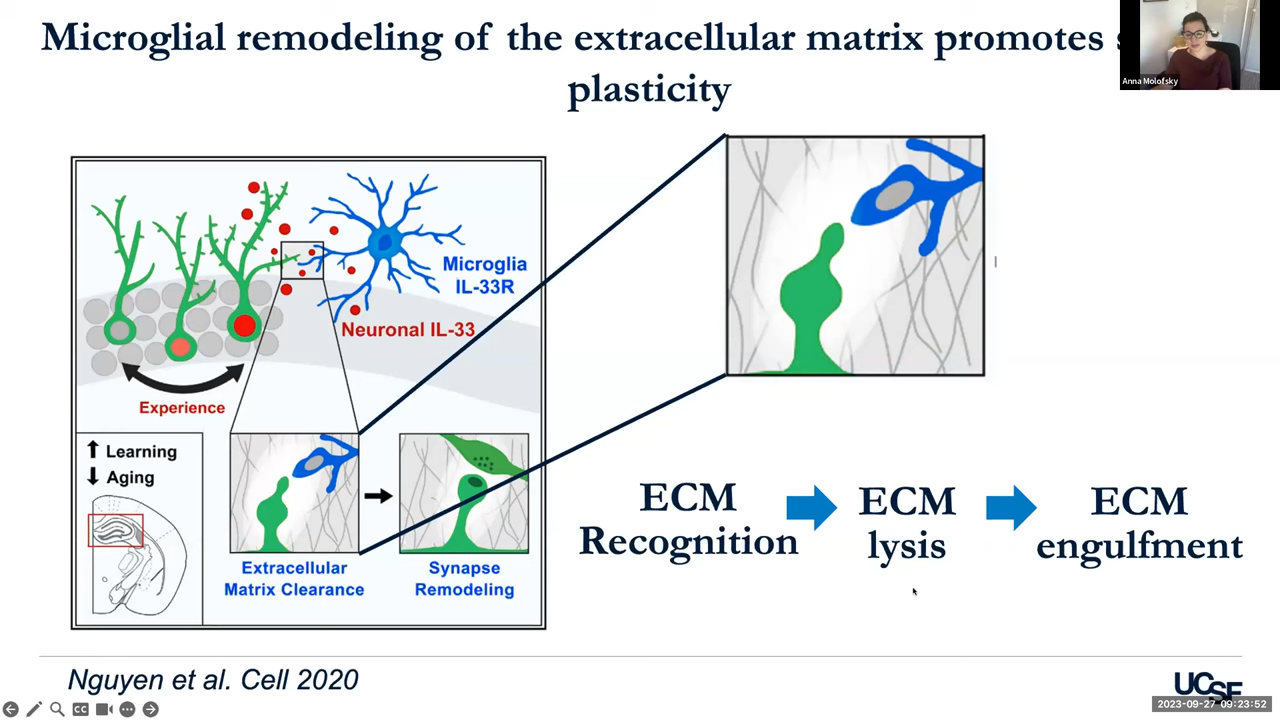 Microglial remodeling of the extracellular matrix promotes
plasticity
Anna Molofsky
Microglia
IL-33R
Neuronal IL-33
Experience
↑ Learning
↓ Aging
Extracellular
Matrix Clearance
Synapse
Remodeling
ECM
Recognition
ECM
lysis
ECM
engulfment
Nguyen et al. Cell 2020
UCSF
CC
2023-09-27 09:23:52